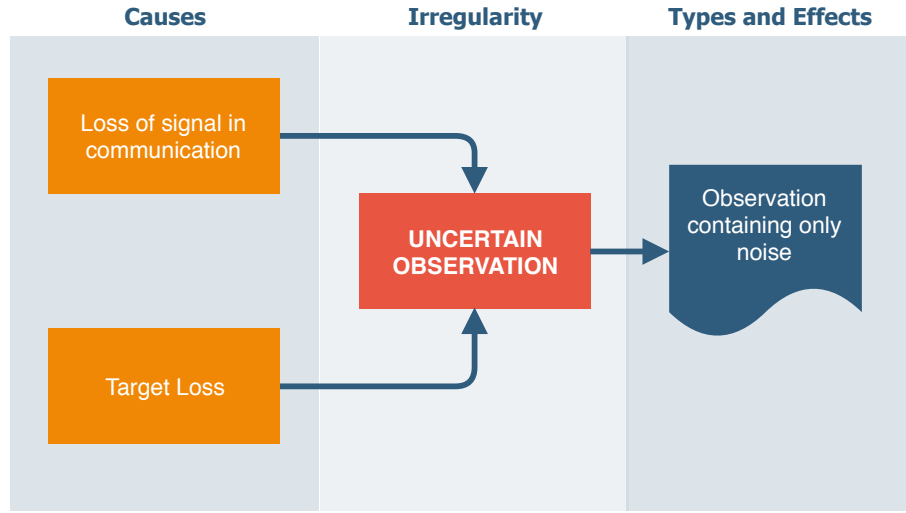 Causes
Irregularity
Types and Effects
Loss of signal in
communication
UNCERTAIN
OBSERVATION
Observation
containing only
noise
Target Loss